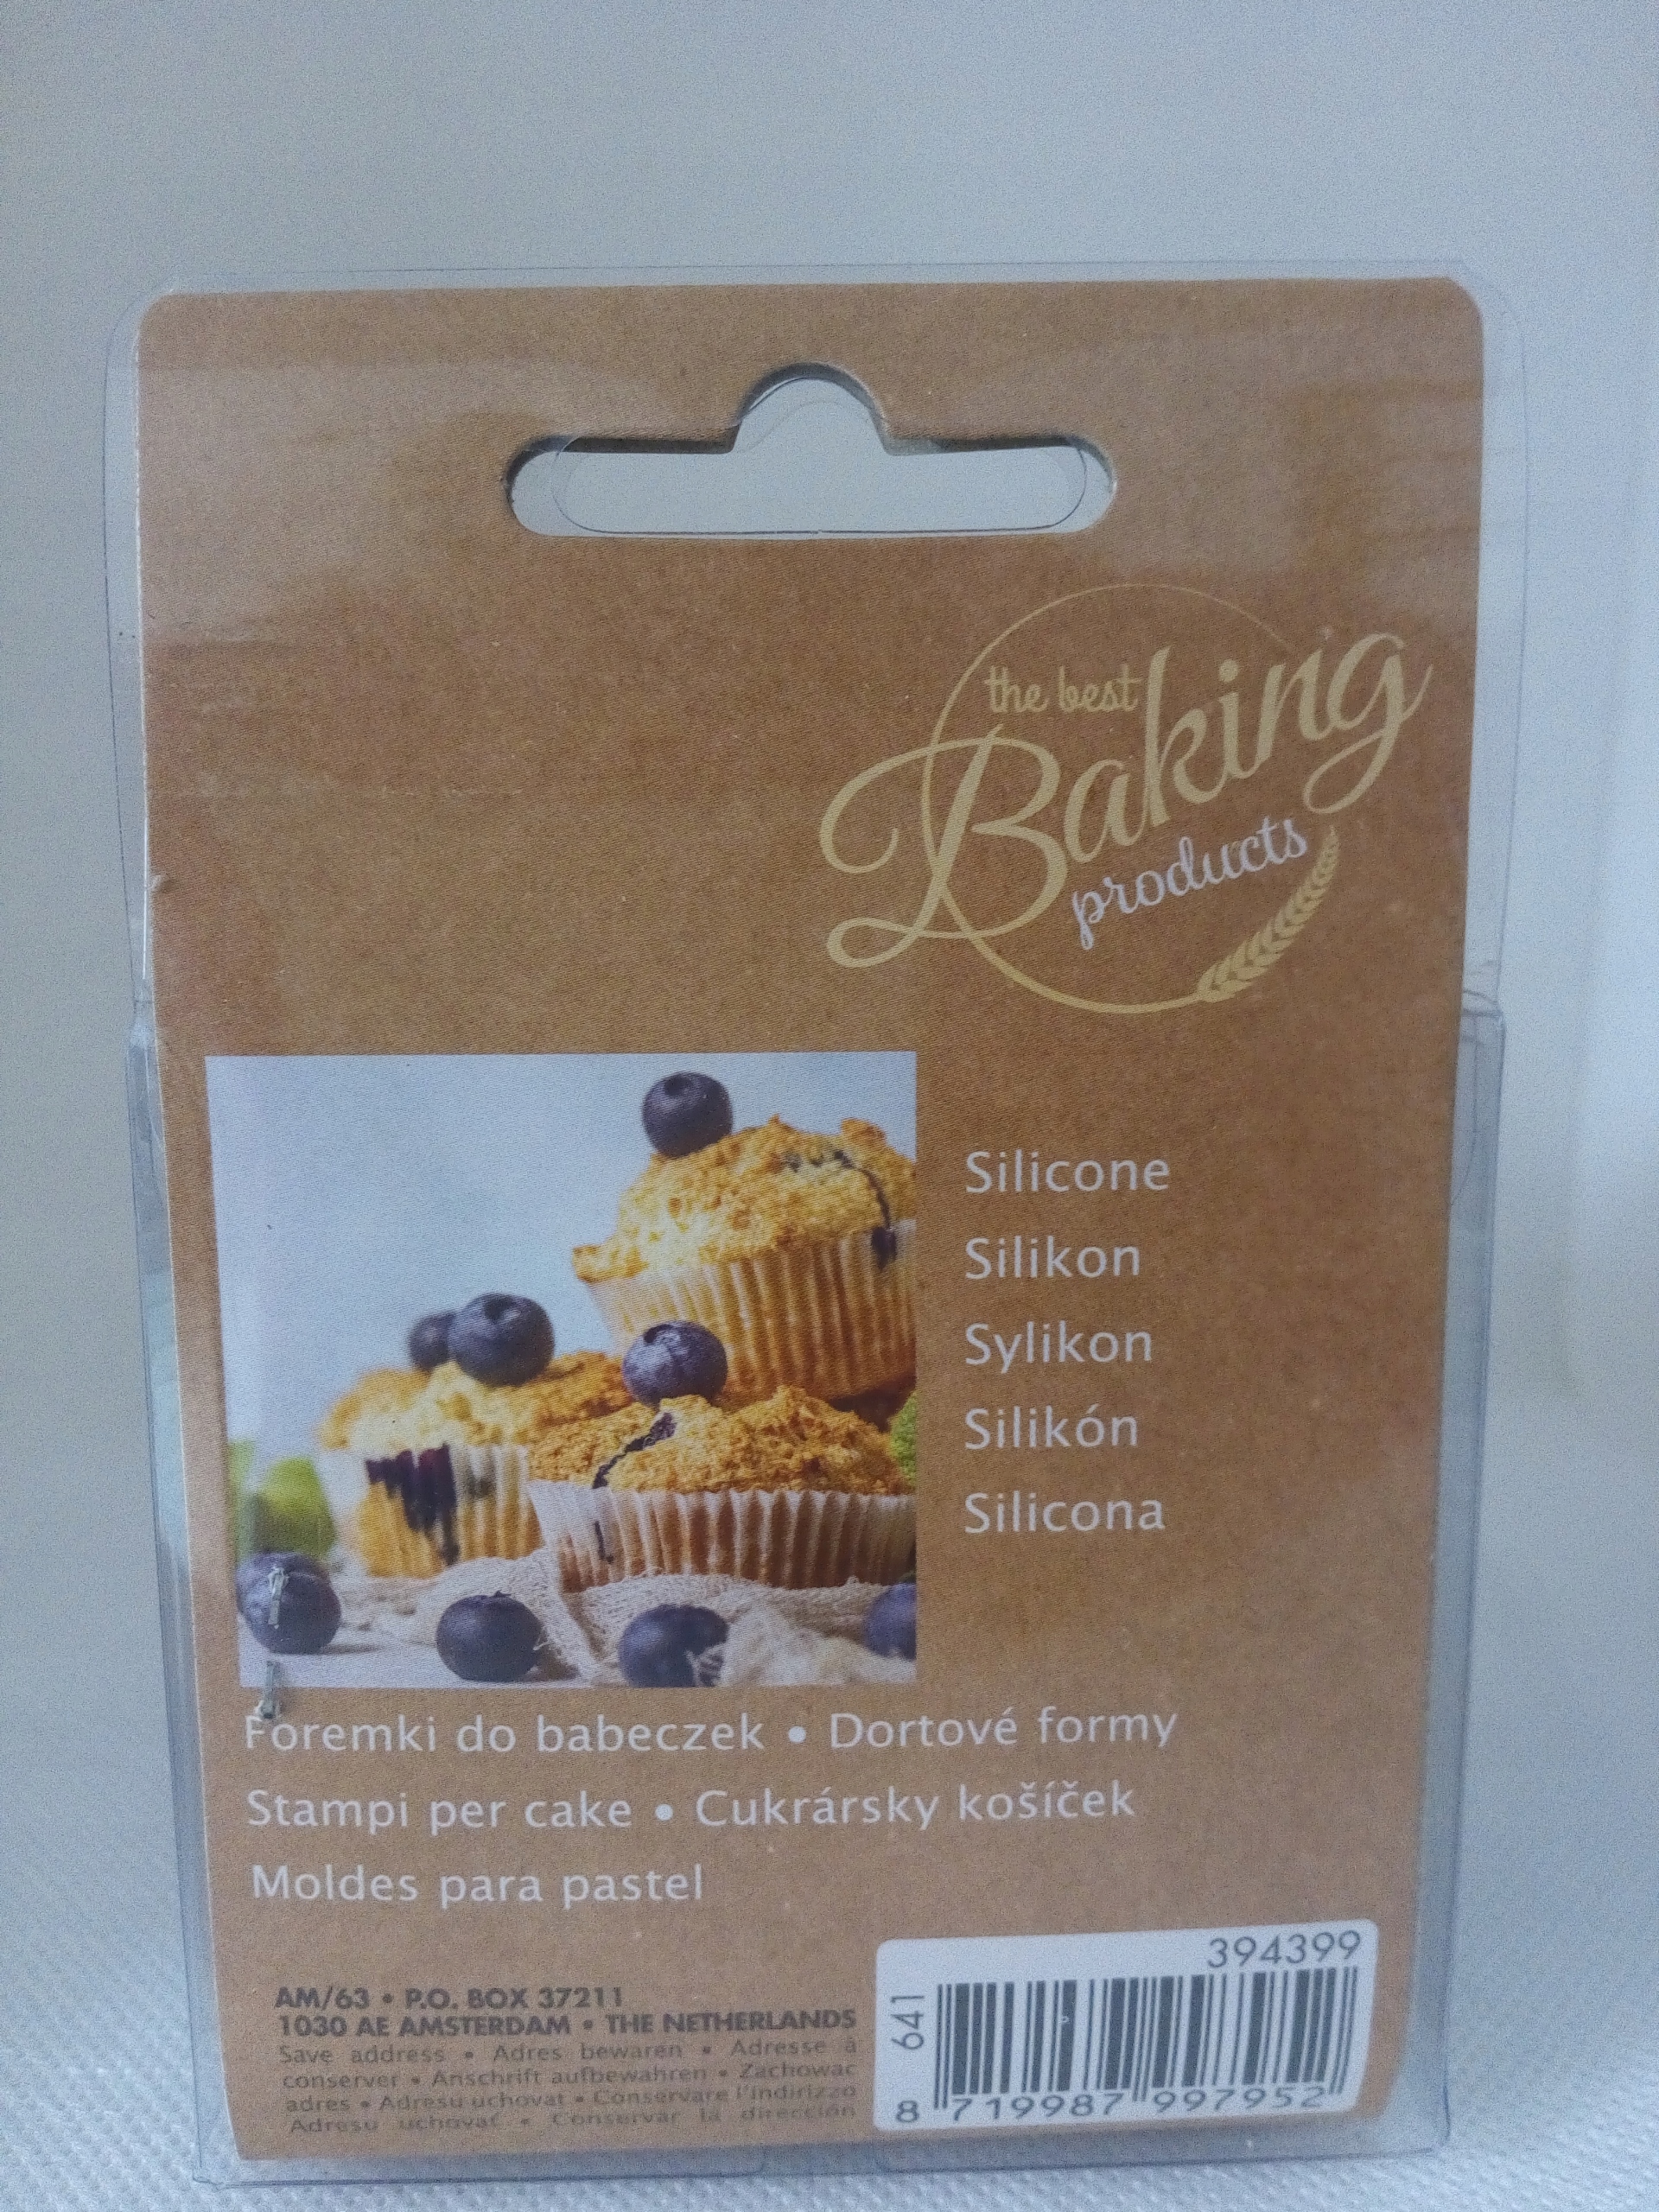 the best
Baking
products
Silicone
Silikon
Sylikon
Silikón
Silicona
Foremki do babeczek • Dortové formy
Stampi per cake • Cukrársky košíček
Moldes para pastel
AM/63 • P.O. BOX 37211
1030 AE AMSTERDAM • THE NETHERLANDS
Save address • Adres bewaren • Adresse à
conserver • Anschrift aufbewahren • Zachowac
adres • Adresu uchovat • Conservare l'indirizzo
Adresu uchovať • Conservar la dirección
394399
641
8 719987 997952